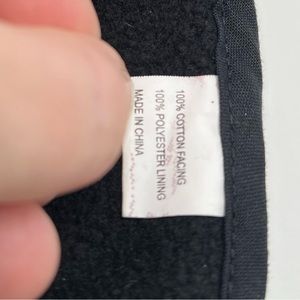 100% COTTON FACING
100% POLYESTER LINING
MADE IN CHINA